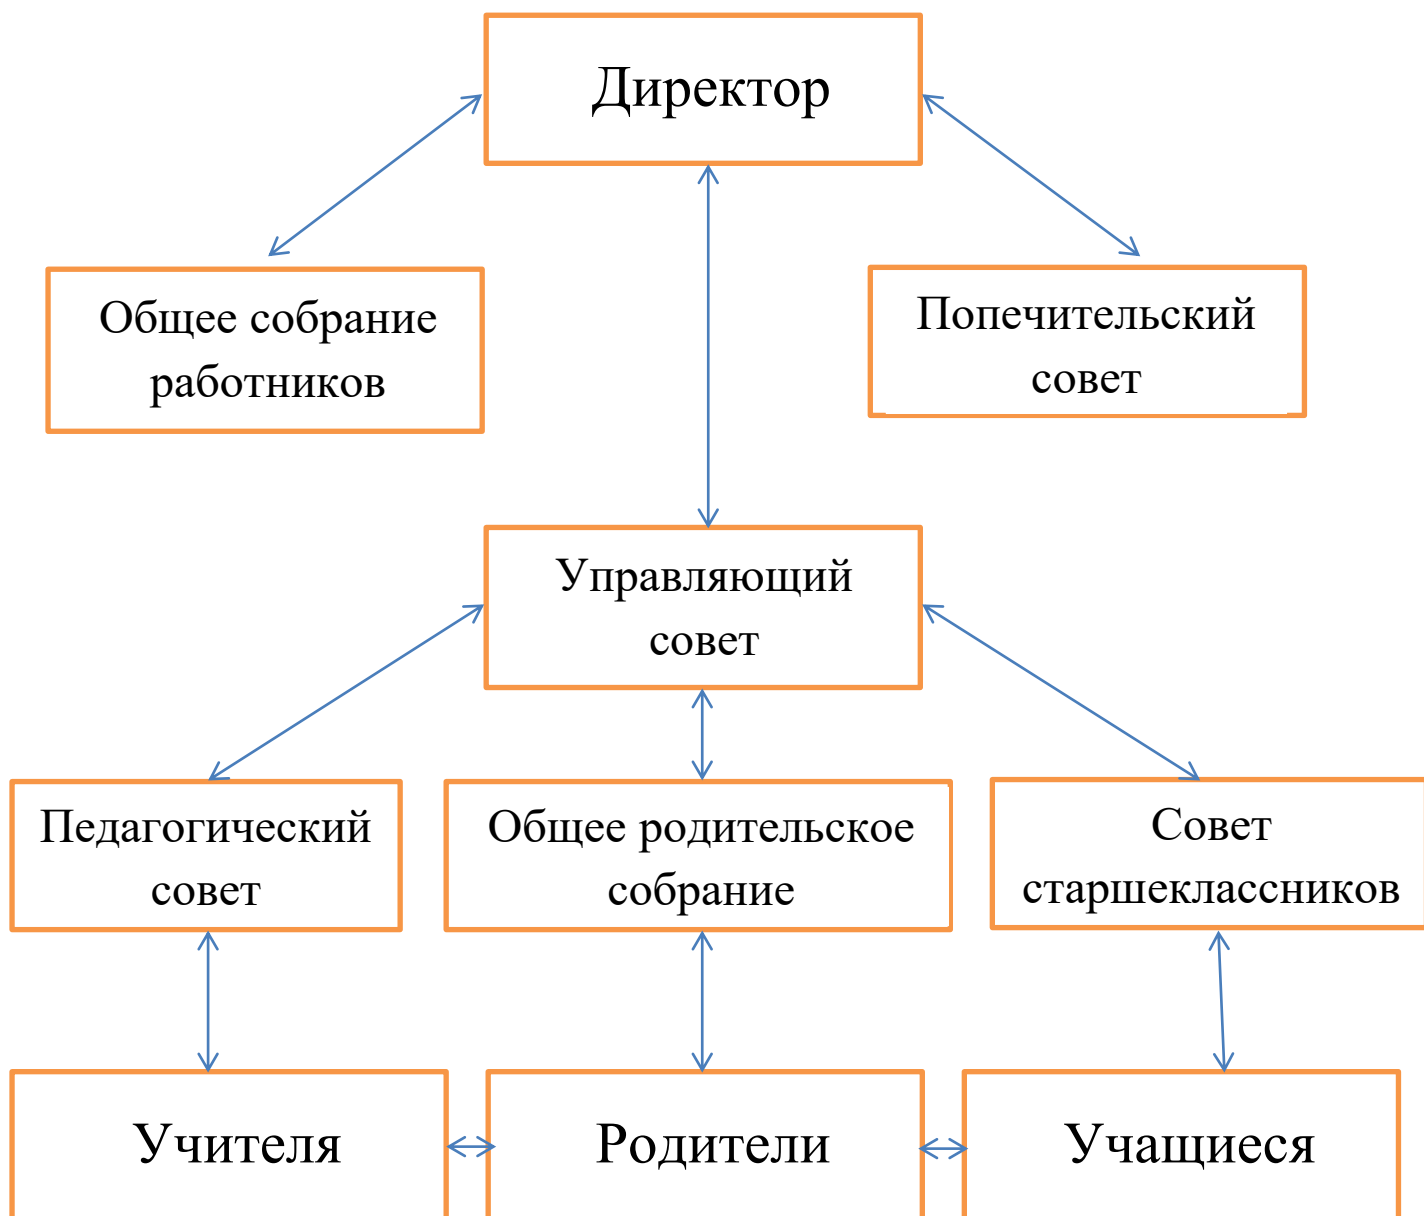 Директор
Общее собрание
работников
Попечительский
совет
Управляющий
совет
Педагогический
совет
Общее родительское
собрание
Совет
старшеклассников
Учителя
Родители
Учащиеся